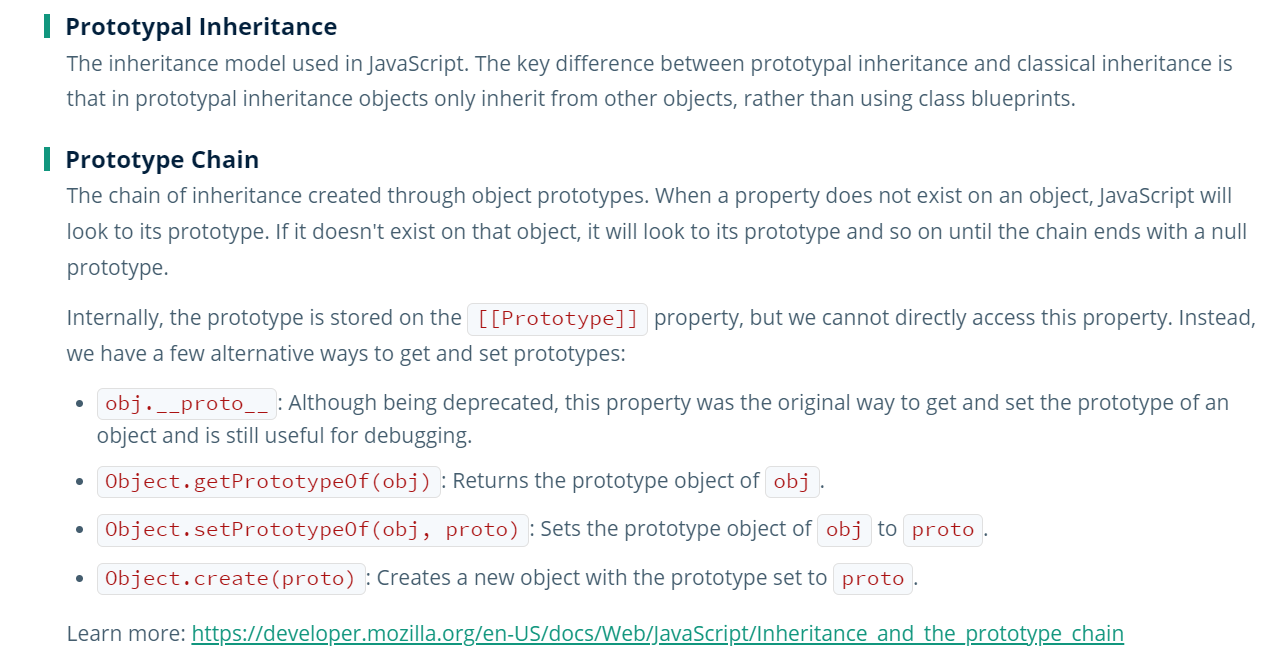 Prototypal Inheritance
The inheritance model used in JavaScript. The key difference between prototypal inheritance and classical inheritance is
that in prototypal inheritance objects only inherit from other objects, rather than using class blueprints.
Prototype Chain
The chain of inheritance created through object prototypes. When a property does not exist on an object, JavaScript will
look to its prototype. If it doesn't exist on that object, it will look to its prototype and so on until the chain ends with a null
prototype.
Internally, the prototype is stored on the [[Prototype]] property, but we cannot directly access this property. Instead,
we have a few alternative ways to get and set prototypes:
• obj.__proto__: Although being deprecated, this property was the original way to get and set the prototype of an
object and is still useful for debugging.
• Object.getPrototypeOf(obj): Returns the prototype object of obj.
• Object.setPrototypeOf(obj, proto): Sets the prototype object of obj to proto.
• Object.create(proto): Creates a new object with the prototype set to proto.
Learn more: https://developer.mozilla.org/en-US/docs/Web/JavaScript/Inheritance_and_the_prototype_chain